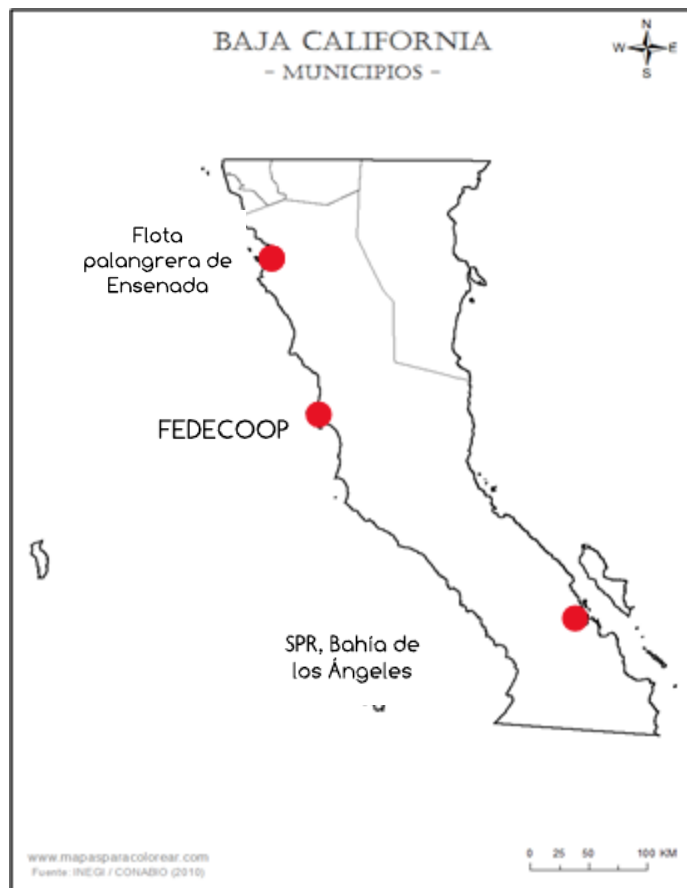 BAJA CALIFORNIA
- MUNICIPIOS -
N
W E
S
Flota
palangrera de
Ensenada
FEDECOOP
SPR, Bahía de
los Ángeles
www.mapasparacolorear.com
Fuente: INEGI / CONABIO (2010)
0 25 50 100 KM